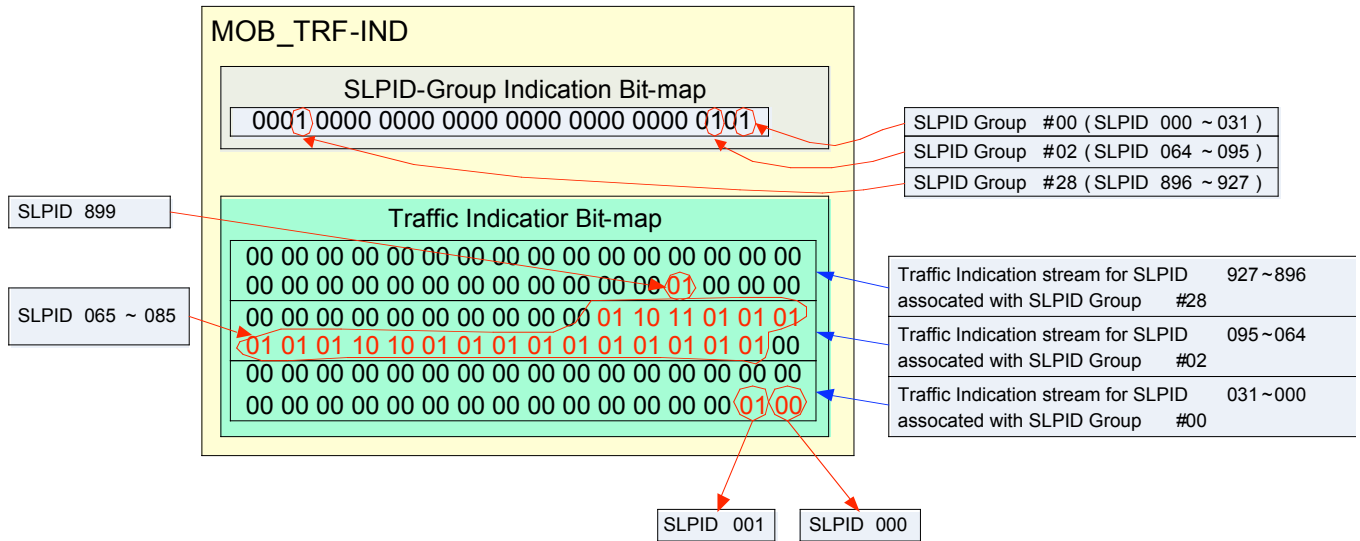 MOB_TRF-IND
SLPID-Group Indication Bit-map
0001 0000 0000 0000 0000 0000 0000 0101
SLPID Group #00 ( SLPID 000 ~ 031 )
SLPID Group #02 ( SLPID 064 ~ 095 )
SLPID Group #28 ( SLPID 896 ~ 927 )
SLPID 899
Traffic Indicatior Bit-map
00 00 00 00 00 00 00 00 00 00 00 00 00 00 00 00
00 00 00 00 00 00 00 00 00 00 00 00 01 00 00 00
Traffic Indication stream for SLPID 927~896
assocated with SLPID Group #28
SLPID 065 ~ 085
00 00 00 00 00 00 00 00 00 00 01 10 11 01 01 01
01 01 01 10 10 01 01 01 01 01 01 01 01 01 01 00
Traffic Indication stream for SLPID 095~064
assocated with SLPID Group #02
00 00 00 00 00 00 00 00 00 00 00 00 00 00 00 00
00 00 00 00 00 00 00 00 00 00 00 00 00 00 01 00
Traffic Indication stream for SLPID 031~000
assocated with SLPID Group #00
SLPID 001
SLPID 000